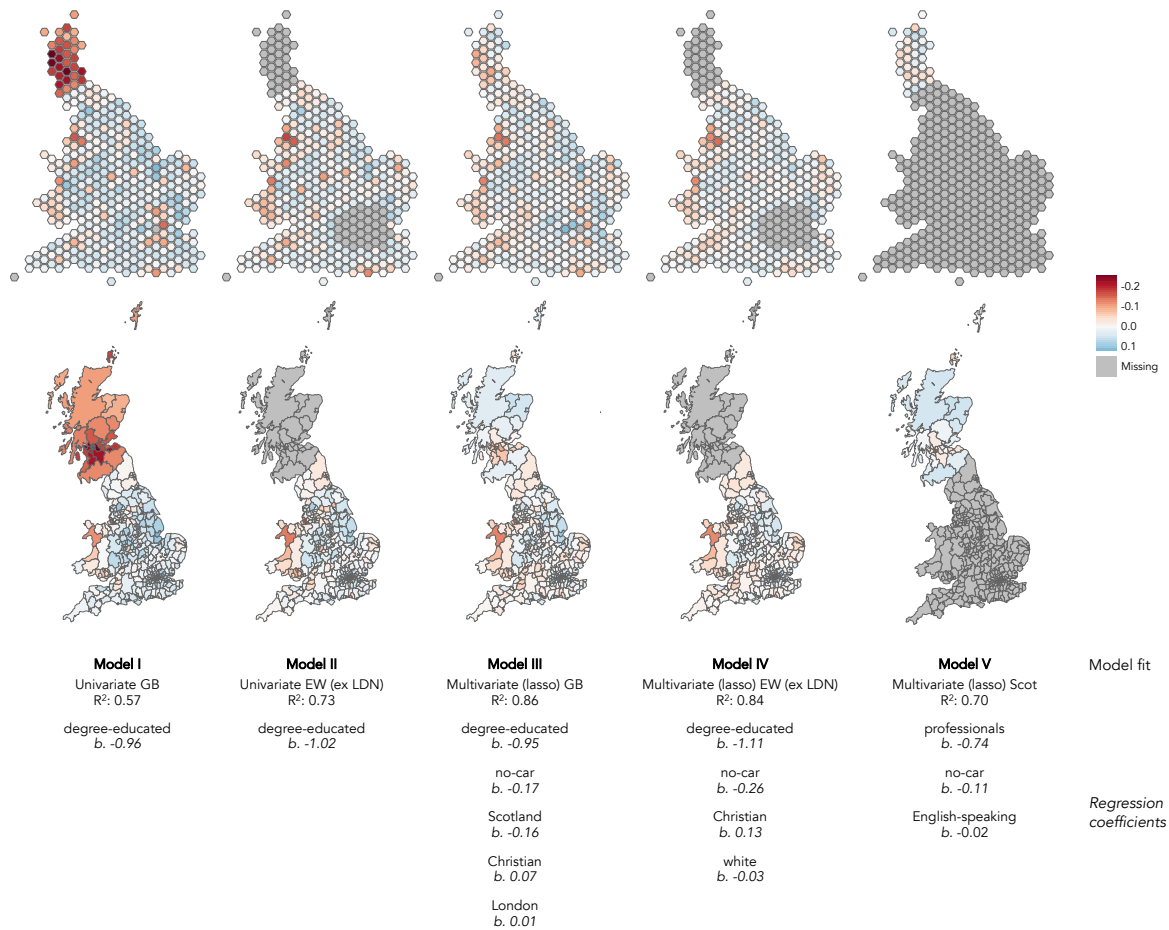 -0.2
-0.1
0.0
0.1
Missing
Model I
Univariate GB
R²: 0.57
degree-educated
b. -0.96
Model II
Univariate EW (ex LDN)
R²: 0.73
degree-educated
b. -1.02
Model III
Multivariate (lasso) GB
R²: 0.86
degree-educated
b. -0.95
no-car
b. -0.17
Scotland
b. -0.16
Christian
b. 0.07
London
b. 0.01
Model IV
Multivariate (lasso) EW (ex LDN)
R²: 0.84
degree-educated
b. -1.11
no-car
b. -0.26
Christian
b. 0.13
white
b. -0.03
Model V
Multivariate (lasso) Scot
R²: 0.70
professionals
b. -0.74
no-car
b. -0.11
English-speaking
b. -0.02
Model fit
Regression
coefficients